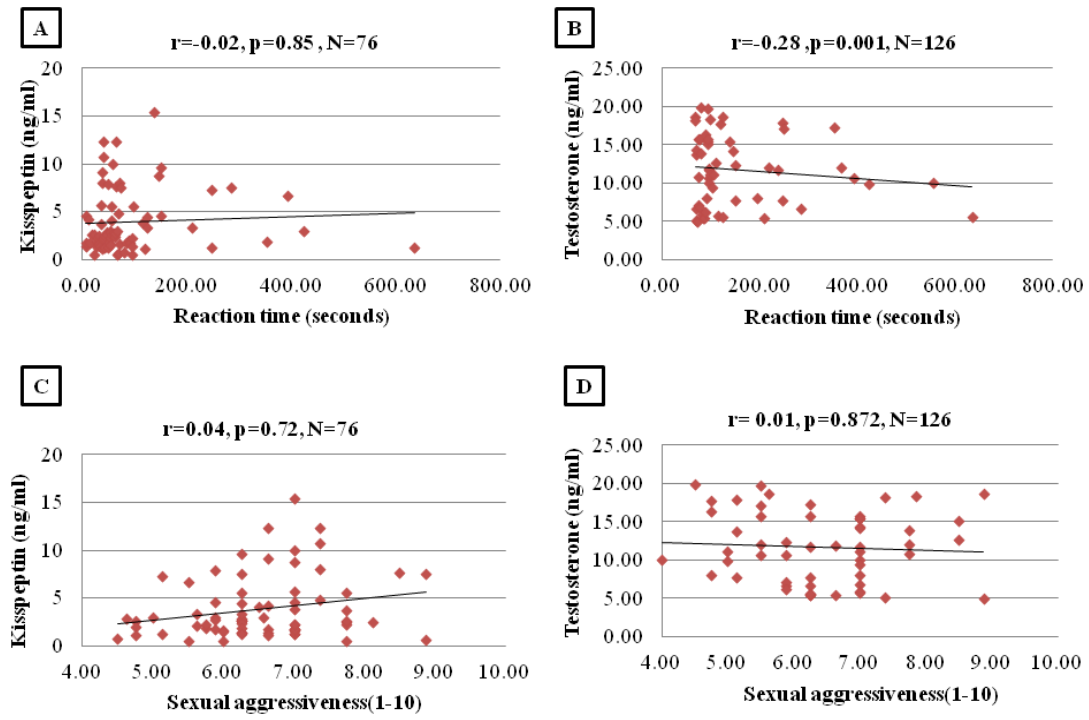 A
r=-0.02, p=0.85 , N=76
Kisspeptin (ng/ml)
20
15
10
5
0
0.00 200.00 400.00 600.00 800.00
Reaction time (seconds)
B
r=-0.28 ,p=0.001, N=126
Testosterone (ng/ml)
25.00
20.00
15.00
10.00
5.00
0.00
0.00 200.00 400.00 600.00 800.00
Reaction time (seconds)
C
r=0.04, p=0.72, N=76
Kisspeptin (ng/ml)
20
15
10
5
0
4.00 5.00 6.00 7.00 8.00 9.00 10.00
Sexual aggressiveness(1-10)
D
r= 0.01, p=0.872, N=126
Testosterone (ng/ml)
25.00
20.00
15.00
10.00
5.00
0.00
4.00 5.00 6.00 7.00 8.00 9.00 10.00
Sexual aggressiveness(1-10)